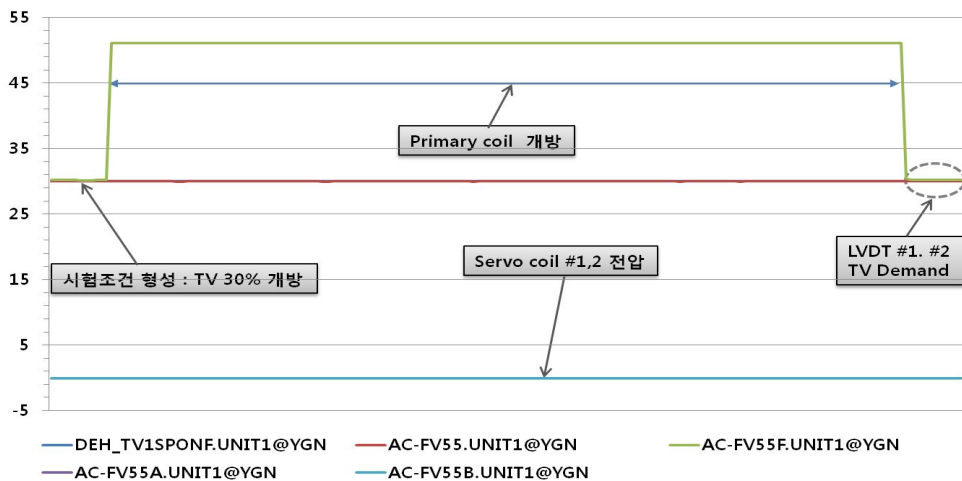 55
45
35
25
15
5
-5
Primary coil 개방
시험조건 형성 : TV 30% 개방
Servo coil #1,2 전압
LVDT #1. #2
TV Demand
DEH_TV1SPONF.UNIT1@YGN
AC-FV55.UNIT1@YGN
AC-FV55F.UNIT1@YGN
AC-FV55A.UNIT1@YGN
AC-FV55B.UNIT1@YGN